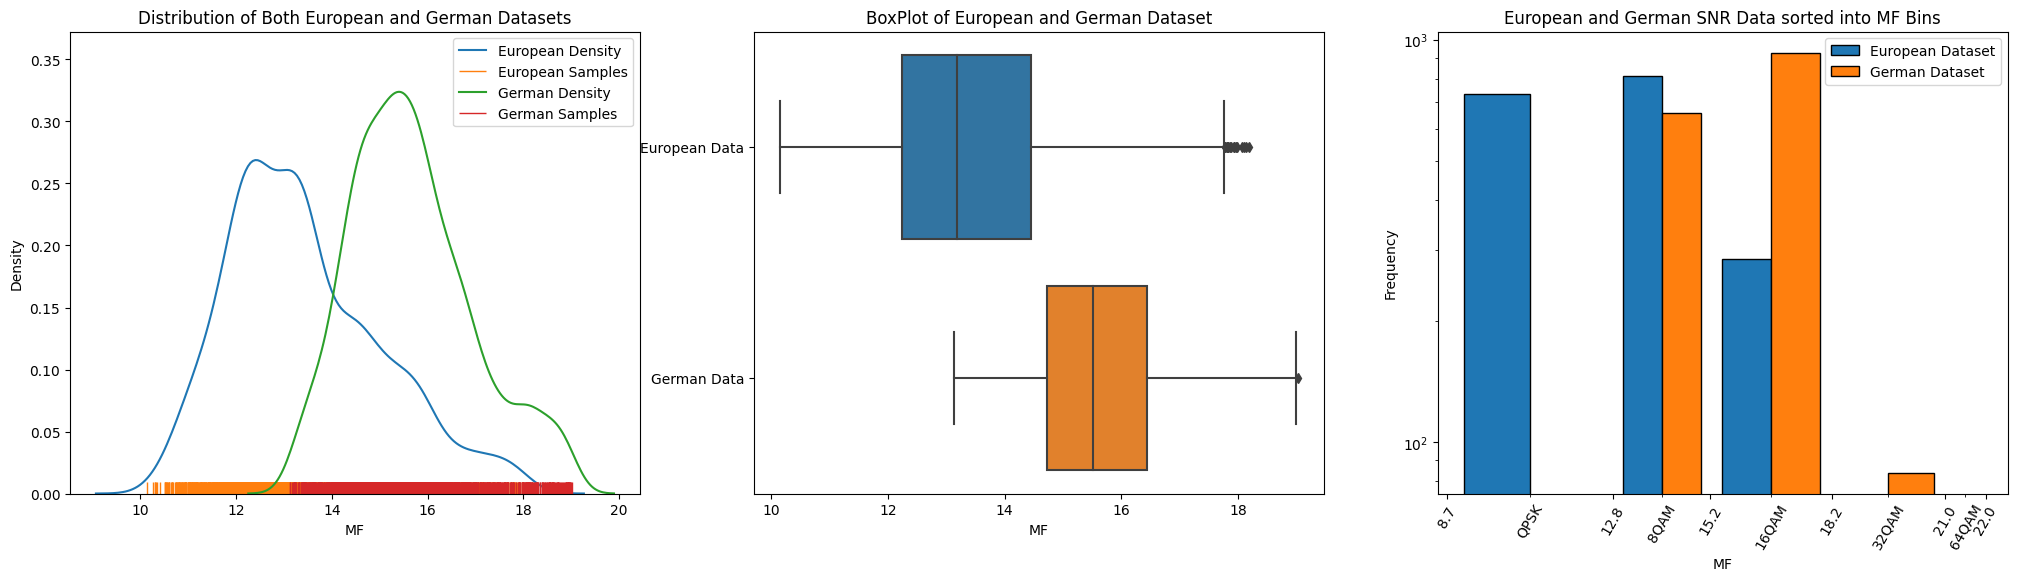 Distribution of Both European and German Datasets
0.35
0.30
0.25
0.20
0.15
0.10
0.05
0.00
Density
10
12
14
16
18
20
MF
European Density
European Samples
German Density
German Samples
BoxPlot of European and German Dataset
European Data
German Data
10
12
14
16
18
MF
European and German SNR Data sorted into MF Bins
10³
10²
Frequency
8.7
QPSK
12.8
8QAM
15.2
16QAM
18.2
32QAM
21.0
64QAM
22.0
MF
European Dataset
German Dataset